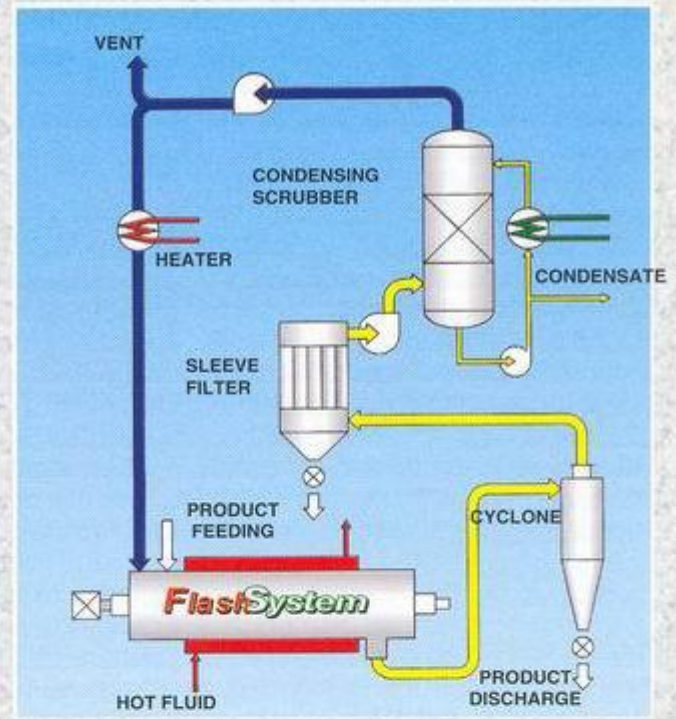 VENT
CONDENSING
SCRUBBER
HEATER
CONDENSATE
SLEEVE
FILTER
PRODUCT
FEEDING
CYCLONE
FlashSystem
HOT FLUID
PRODUCT
DISCHARGE